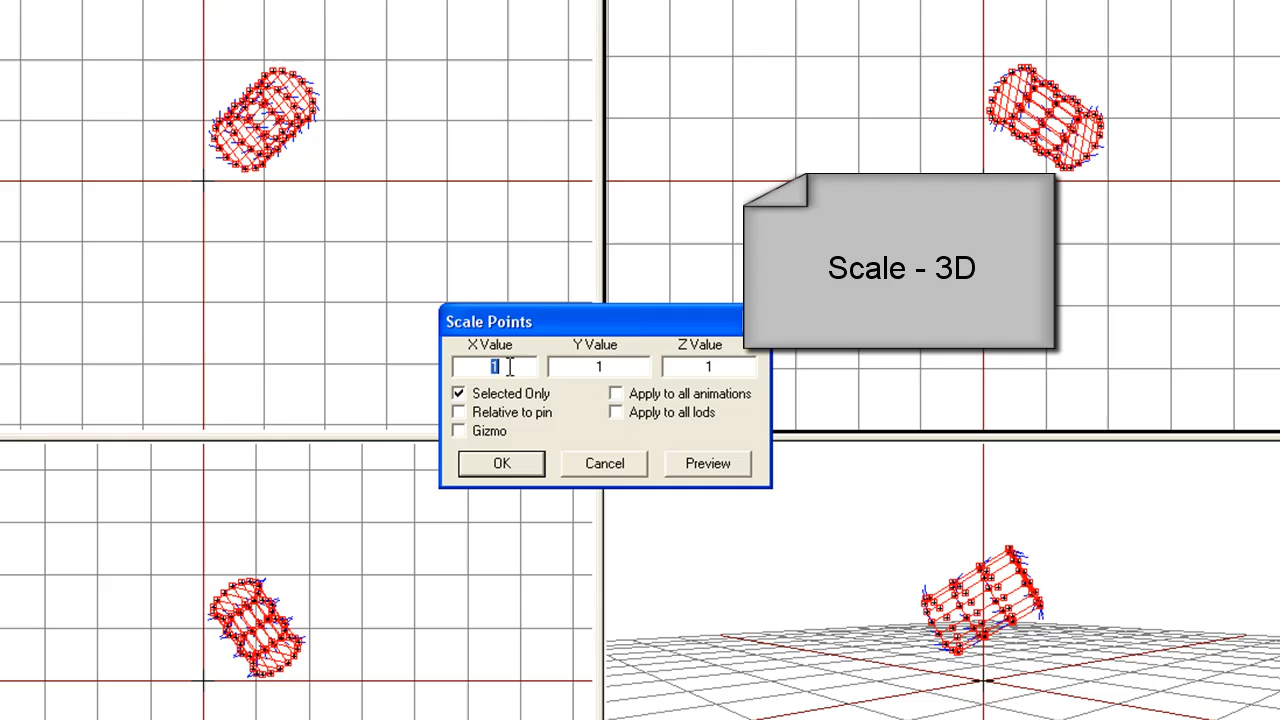 Scale - 3D
Scale Points
X Value Y Value Z Value
1 1 1
Selected Only Apply to all animations
Relative to pin Apply to all lods
Gizmo
OK Cancel Preview